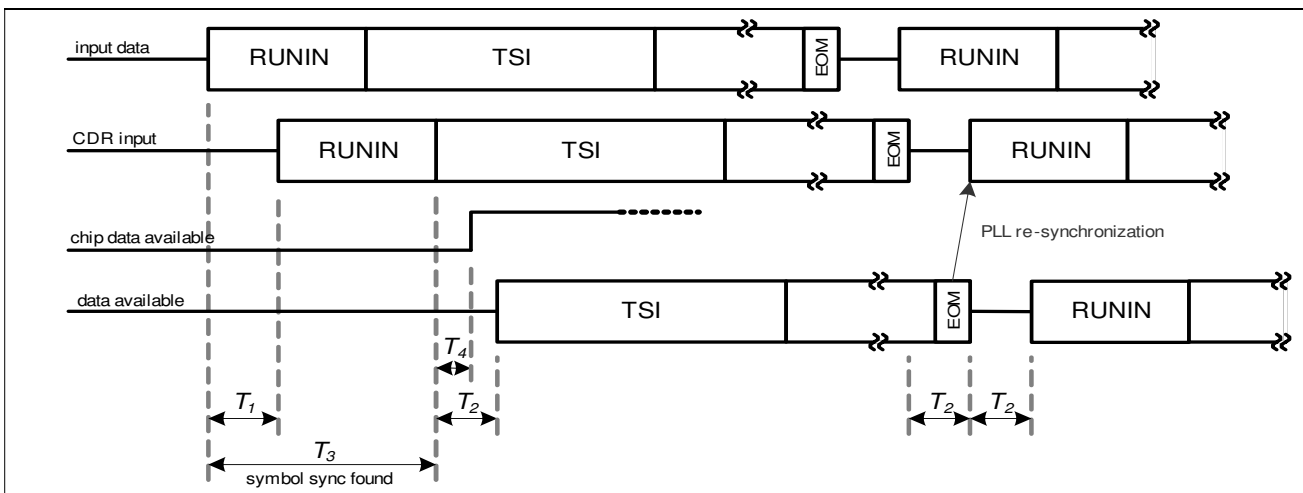 input data
RUNIN
TSI
EOM
RUNIN
CDR input
RUNIN
TSI
EOM
RUNIN
chip data available
PLL re-synchronization
data available
TSI
EOM
RUNIN
T4
T1
T2
T2
T2
T3
symbol sync found